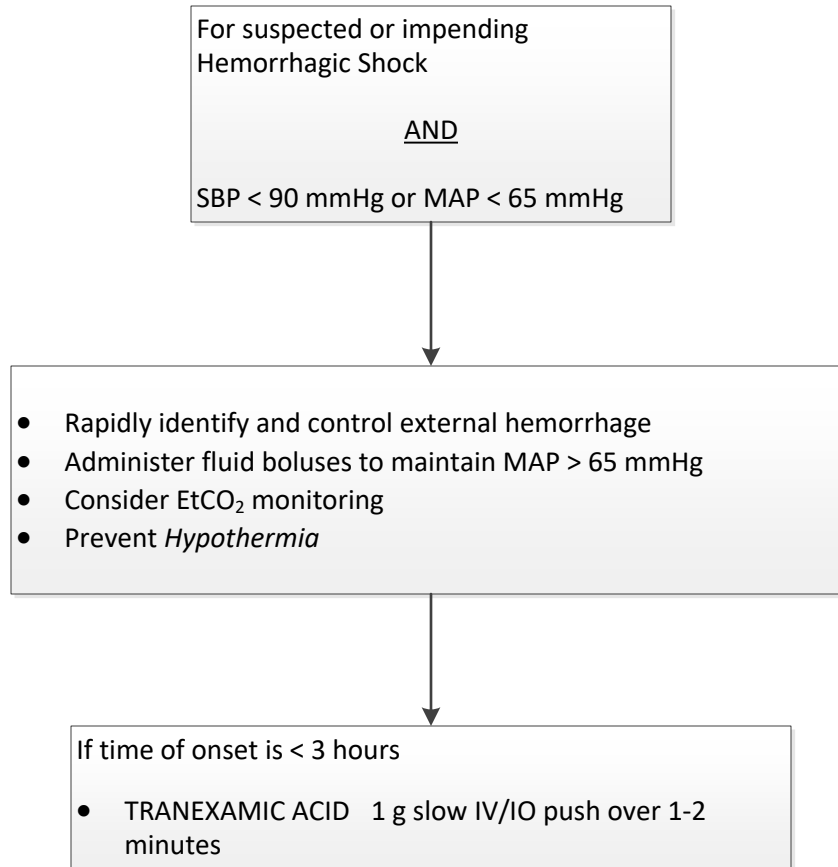 For suspected or impending
Hemorrhagic Shock
AND
SBP < 90 mmHg or MAP < 65 mmHg
• Rapidly identify and control external hemorrhage
• Administer fluid boluses to maintain MAP > 65 mmHg
• Consider EtCO₂ monitoring
• Prevent Hypothermia
If time of onset is < 3 hours
• TRANEXAMIC ACID 1 g slow IV/IO push over 1-2
minutes